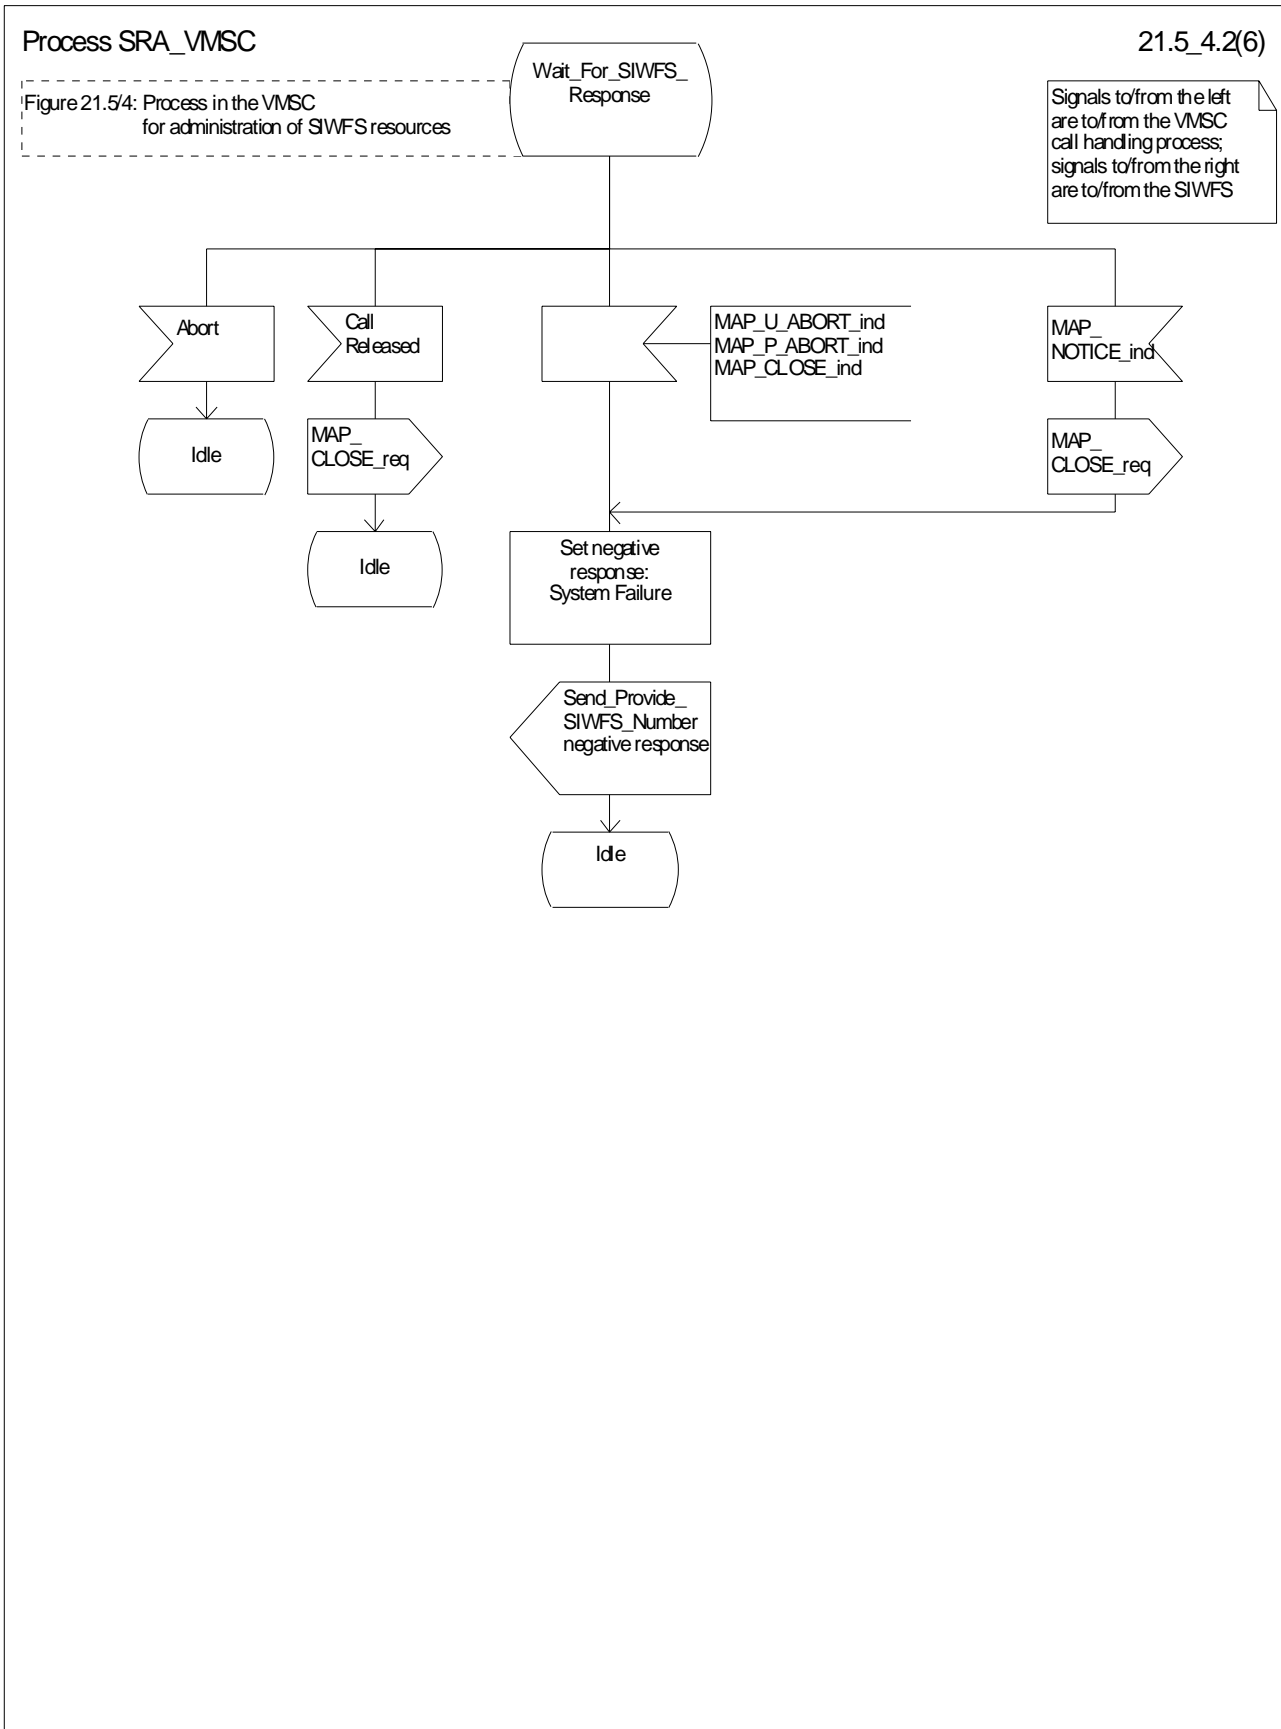 Process SRA_VMSC
21.5_4.2(6)
Figure 21.5/4: Process in the VMSC
for administration of SIWFS resources
Wait_For_SIWFS_
Response
Signals to/from the left
are to/from the VMSC
call handling process;
signals to/from the right
are to/from the SIWFS
Abort
Call
Released
MAP_U_ABORT_ind
MAP_P_ABORT_ind
MAP_CLOSE_ind
MAP_
NOTICE_ind
Idle
MAP_
CLOSE_req
MAP_
CLOSE_req
Idle
Set negative
response:
System Failure
Send_Provide_
SIWFS_Number
negative response
Idle